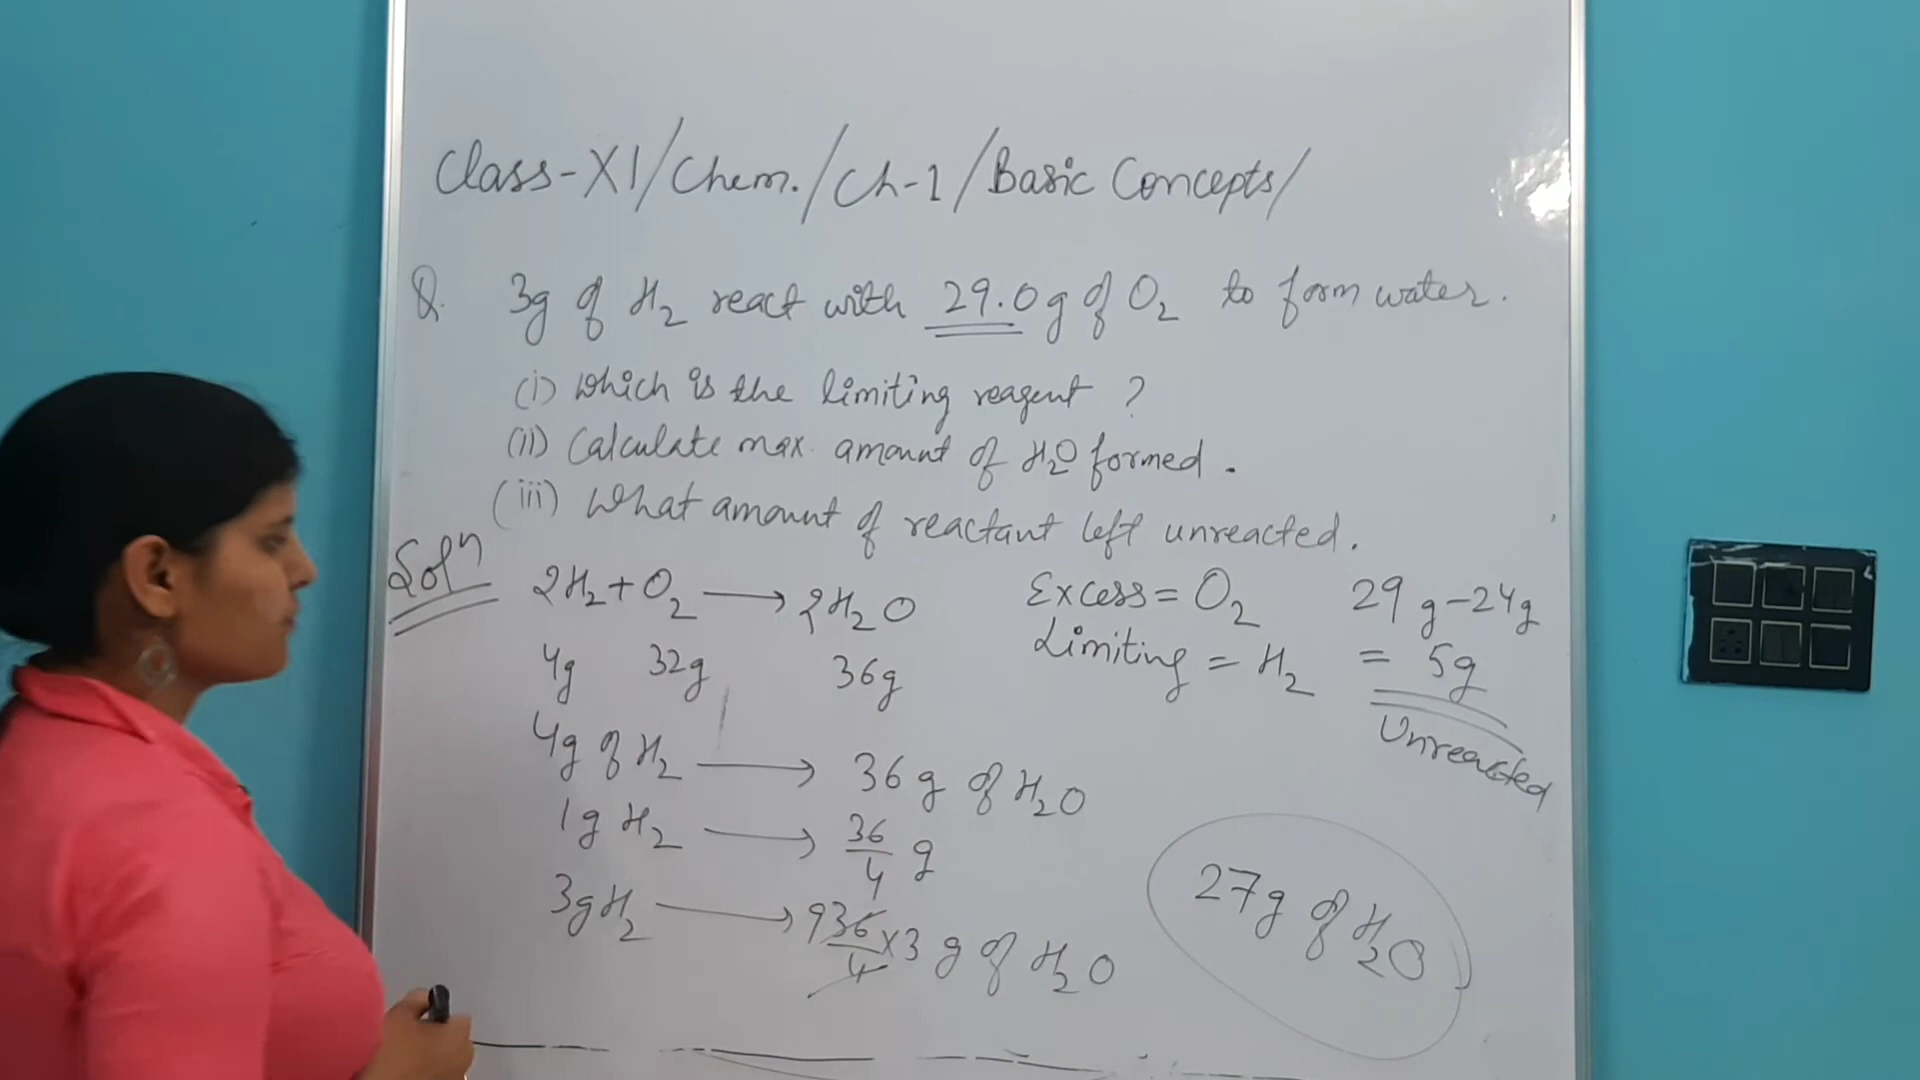 Class-XI/Chem./Ch-1/Basic Concepts/
Q. 3g of H₂ react with 29.0g of O₂ to form water.
(i) Which is the limiting reagent ?
(ii) Calculate max. amount of H₂O formed.
(iii) What amount of reactant left unreacted.
Solⁿ
2H₂+O₂ → 2H₂O
4g 32g 36g
4g of H₂ → 36g of H₂O
1g H₂ → 36/4 g
3g H₂ → 9 36/4 ×3 g of H₂O
Excess = O₂
Limiting = H₂
29g-24g
= 5g
Unreacted
27g of H₂O